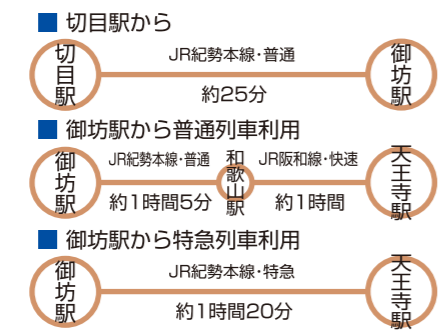 ■ 切目駅から
切目駅
JR紀勢本線・普通
約25分
御坊駅
■ 御坊駅から普通列車利用
御坊駅
JR紀勢本線・普通
約1時間5分
和歌山駅
JR阪和線・快速
約1時間
天王寺駅
■ 御坊駅から特急列車利用
御坊駅
JR紀勢本線・特急
約1時間20分
天王寺駅